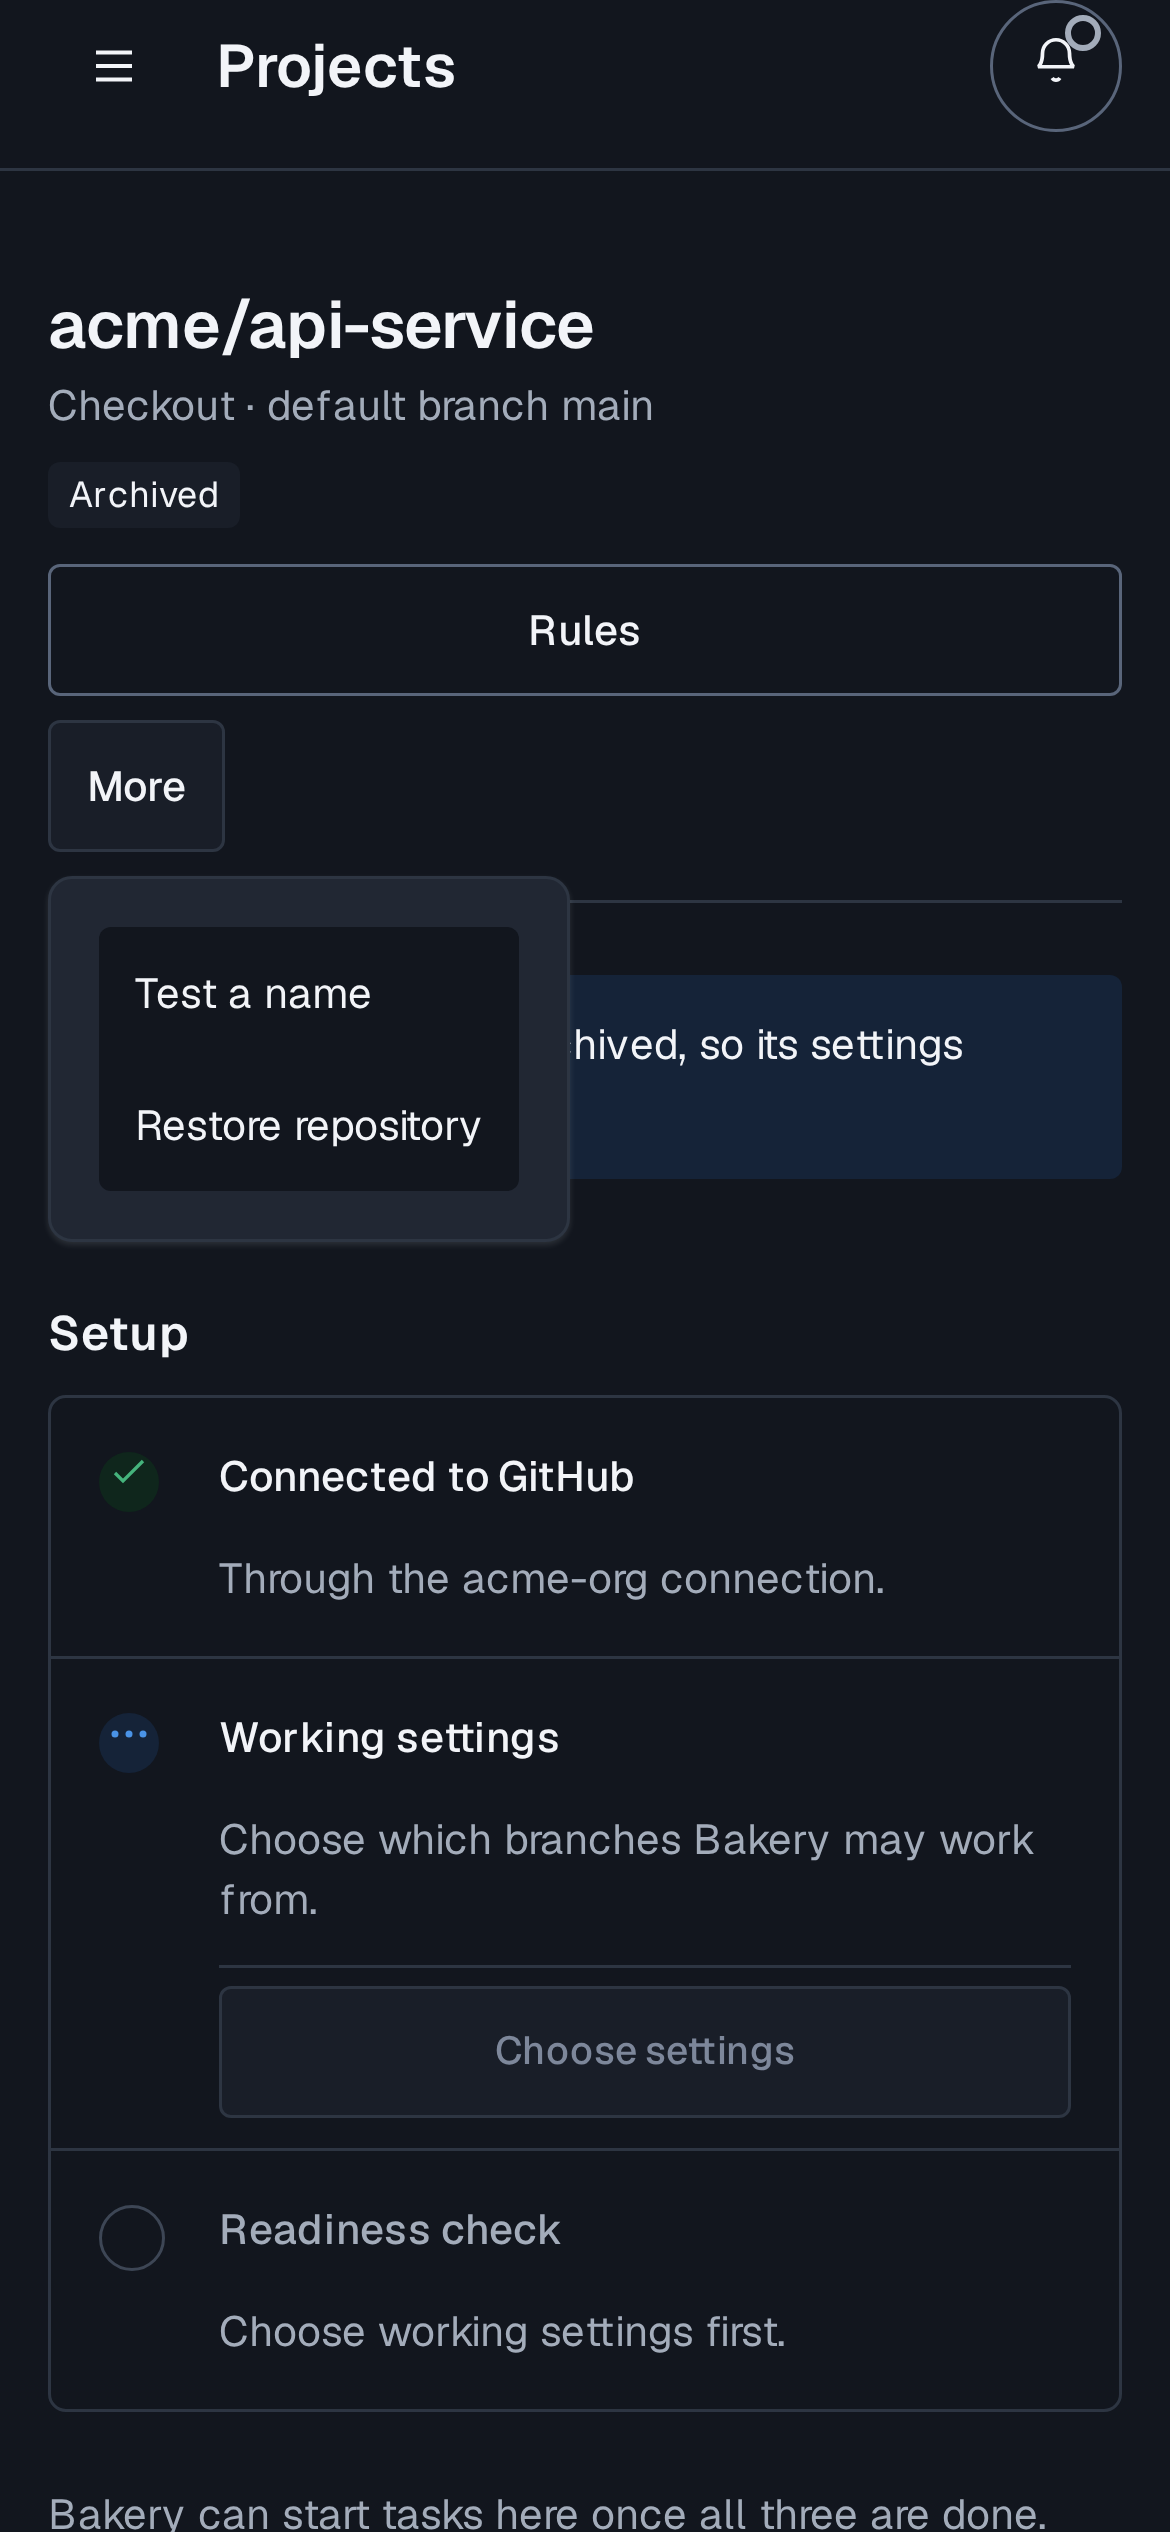 Projects
acme/api-service
Checkout · default branch main
Archived
Rules
More
Test a name
Restore repository
hived, so its settings
Setup
Connected to GitHub
Through the acme-org connection.
Working settings
Choose which branches Bakery may work
from.
Choose settings
Readiness check
Choose working settings first.
Bakery can start tasks here once all three are done.